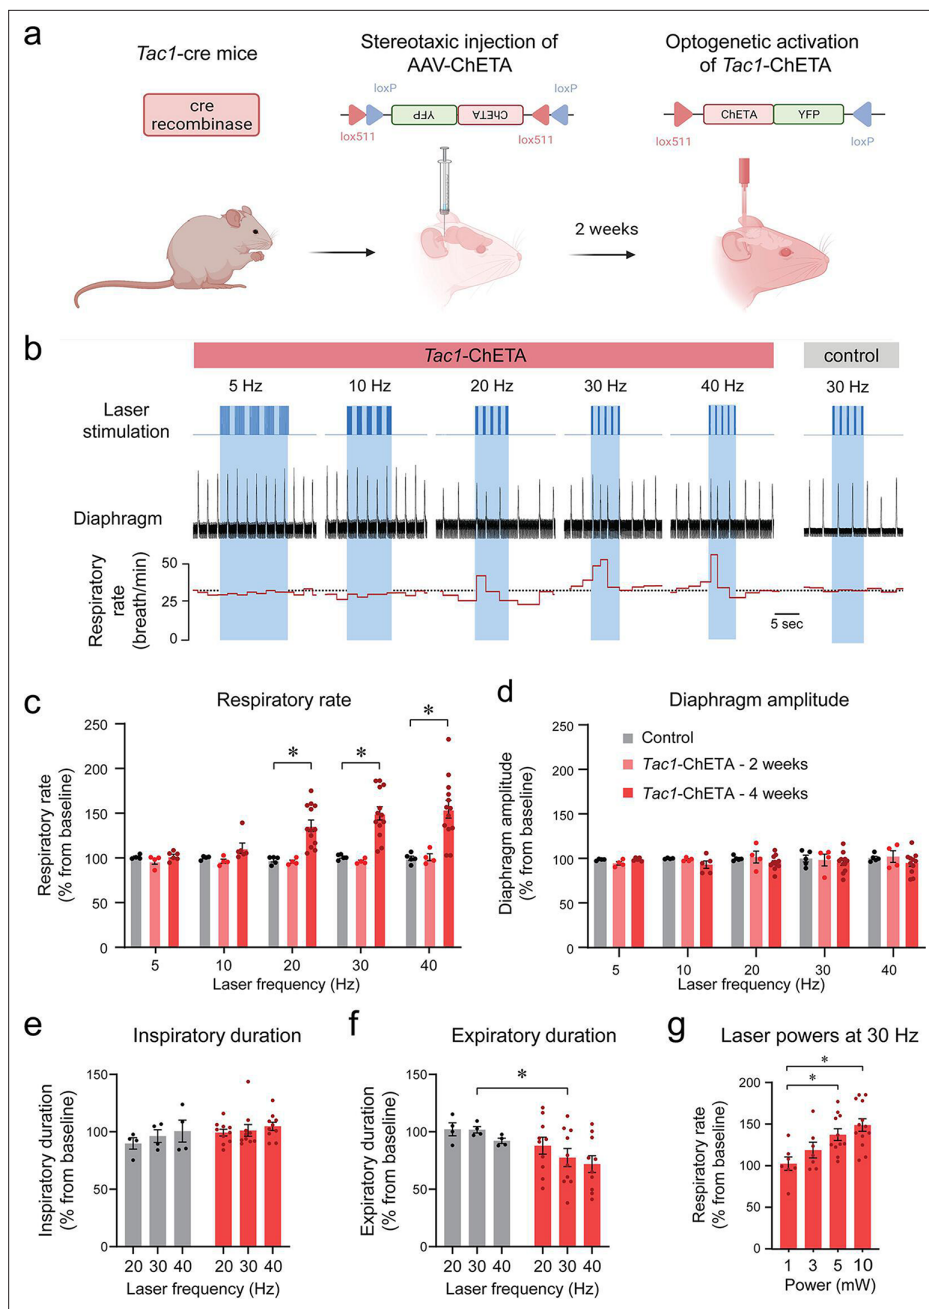 a
Tac1-cre mice
Stereotaxic injection of
AAV-ChETA
Optogenetic activation
of Tac1-ChETA
cre
recombinase
loxP
loxP
YFP
ChETA
lox511
lox511
ChETA
YFP
lox511
loxP
2 weeks
b
Tac1-ChETA
control
5 Hz
10 Hz
20 Hz
30 Hz
40 Hz
30 Hz
Laser
stimulation
Diaphragm
Respiratory
rate
(breath/min)
50
25
0
5 sec
c
Respiratory rate
Respiratory rate
(% from baseline)
250
200
150
100
50
0
*
*
*
5
10
20
30
40
Laser frequency (Hz)
d
Diaphragm amplitude
Diaphragm amplitude
(% from baseline)
250
200
150
100
50
0
Control
Tac1-ChETA - 2 weeks
Tac1-ChETA - 4 weeks
5
10
20
30
40
Laser frequency (Hz)
e
Inspiratory duration
Inspiratory duration
(% from baseline)
150
100
50
0
20 30 40
20 30 40
Laser frequency (Hz)
f
Expiratory duration
Expiratory duration
(% from baseline)
150
100
50
0
*
20 30 40
20 30 40
Laser frequency (Hz)
g
Laser powers at 30 Hz
Respiratory rate
(% from baseline)
200
150
100
50
0
*
*
1 3 5 10
Power (mW)